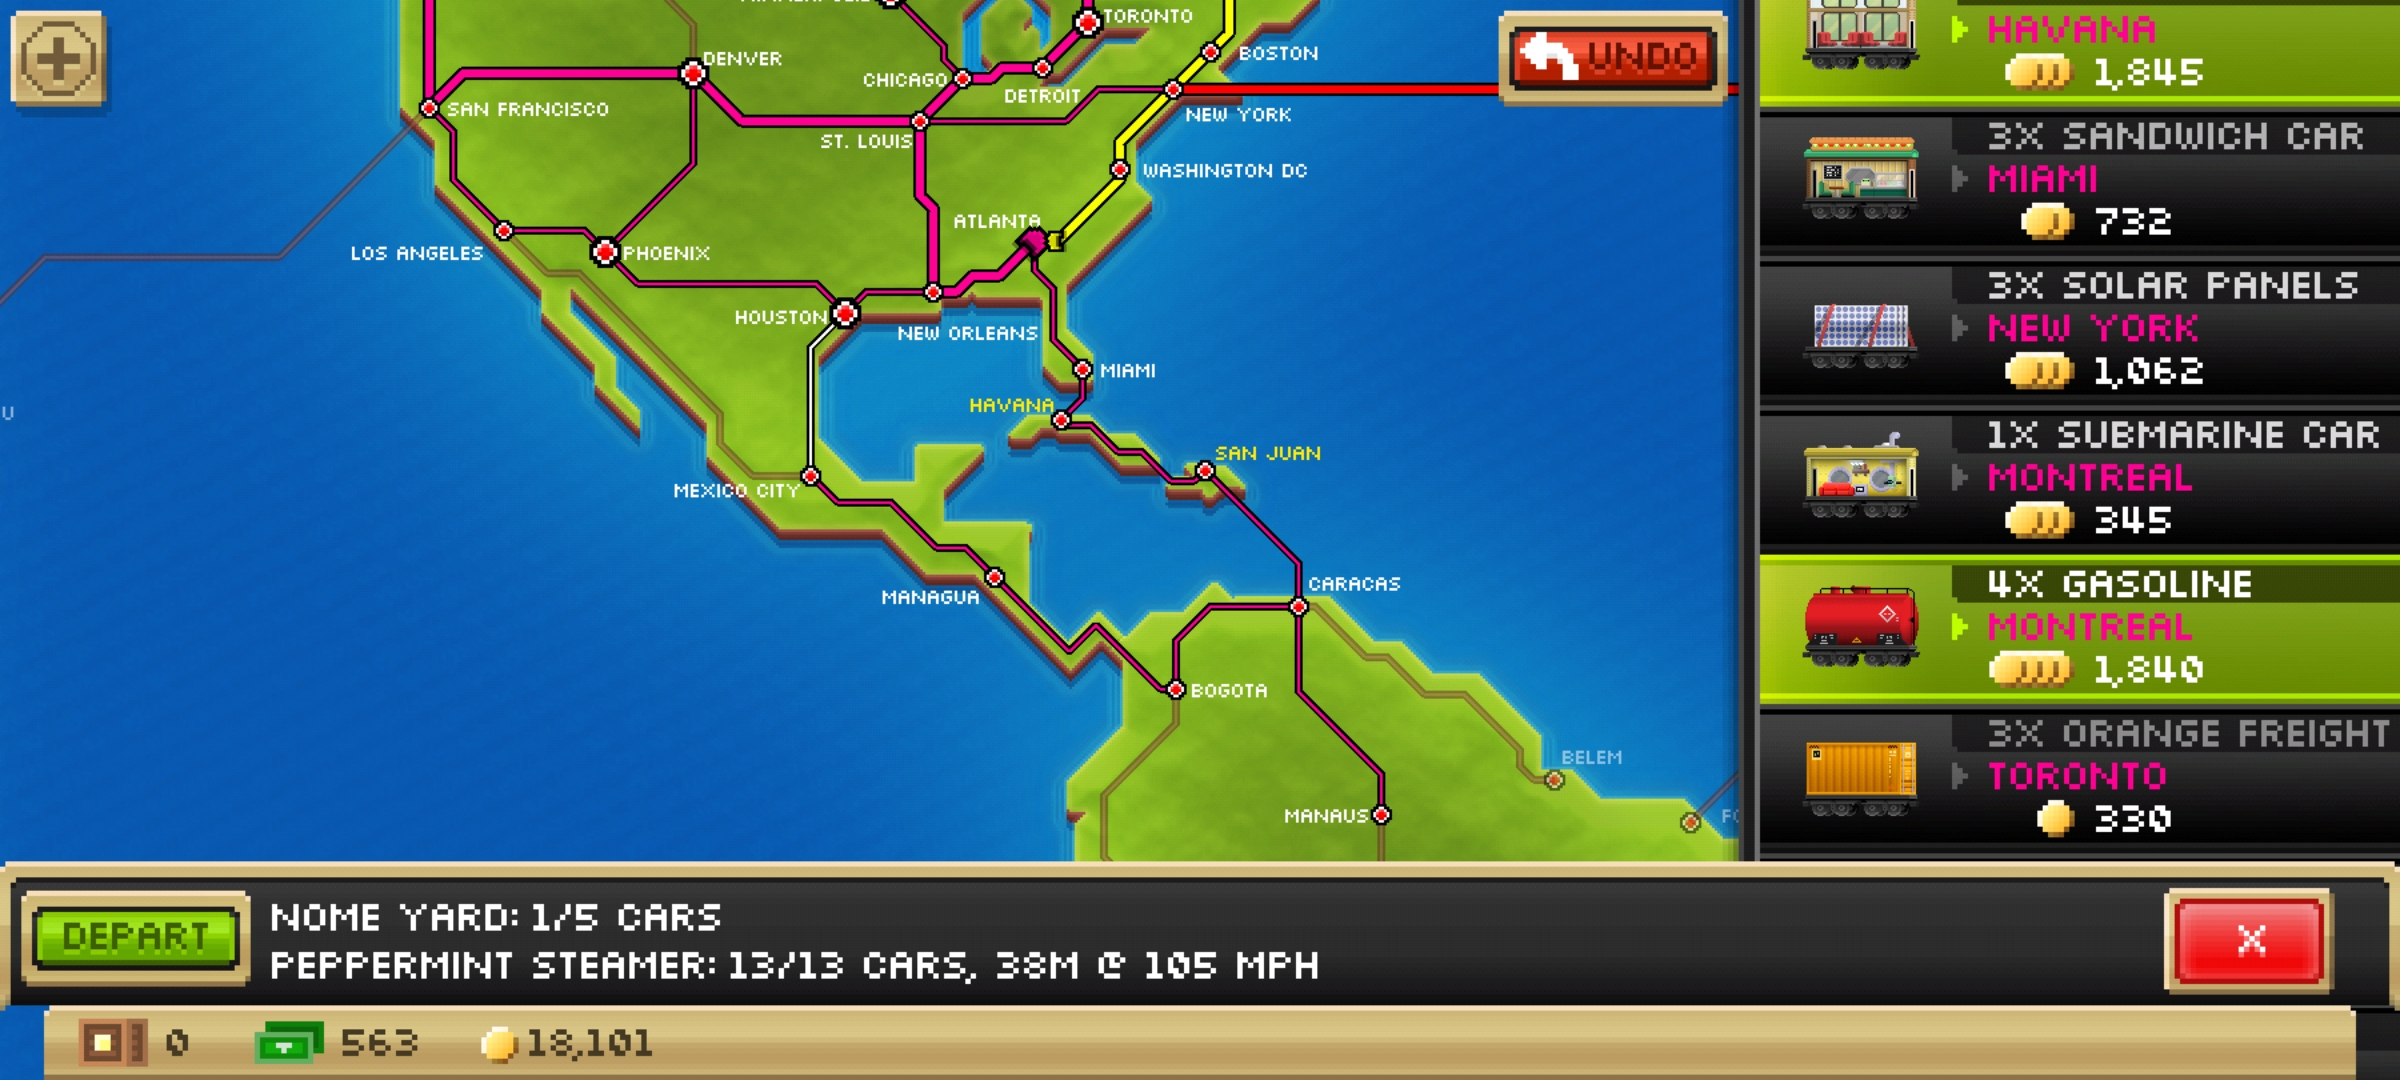 TORONTO
BOSTON
DENVER
CHICAGO
DETROIT
SAN FRANCISCO
NEW YORK
ST. LOUIS
WASHINGTON DC
ATLANTA
LOS ANGELES
PHOENIX
HOUSTON
NEW ORLEANS
MIAMI
HAVANA
SAN JUAN
MEXICO CITY
MANAGUA
CARACAS
BOGOTA
BELEM
MANAUS
UNDO
HAVANA
1,845
3X SANDWICH CAR
MIAMI
732
3X SOLAR PANELS
NEW YORK
1,062
1X SUBMARINE CAR
MONTREAL
345
4X GASOLINE
MONTREAL
1,840
3X ORANGE FREIGHT
TORONTO
330
DEPART
NOME YARD: 1/5 CARS
PEPPERMINT STEAMER: 13/13 CARS, 38M @ 105 MPH
X
0
563
18,101